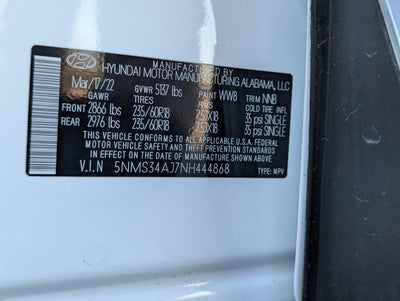 MANUFACTURED BY
HYUNDAI MOTOR MANUFACTURING ALABAMA, LLC
Mar/17/22 GVWR 5137 lbs PAINT WW8 TRIM NNB
GAWR TIRES RIMS COLD TIRE INFL
FRONT 2866 lbs 235/60R18 7.5JX18 35 psi SINGLE
REAR 2976 lbs 235/60R18 7.5JX18 35 psi SINGLE
THIS VEHICLE CONFORMS TO ALL APPLICABLE U.S.A. FEDERAL
MOTOR VEHICLE SAFETY AND THEFT PREVENTION STANDARDS
IN EFFECT ON THE DATE OF MANUFACTURE SHOWN ABOVE.
V.I.N 5NMS34AJ7NH444868 TYPE: MPV